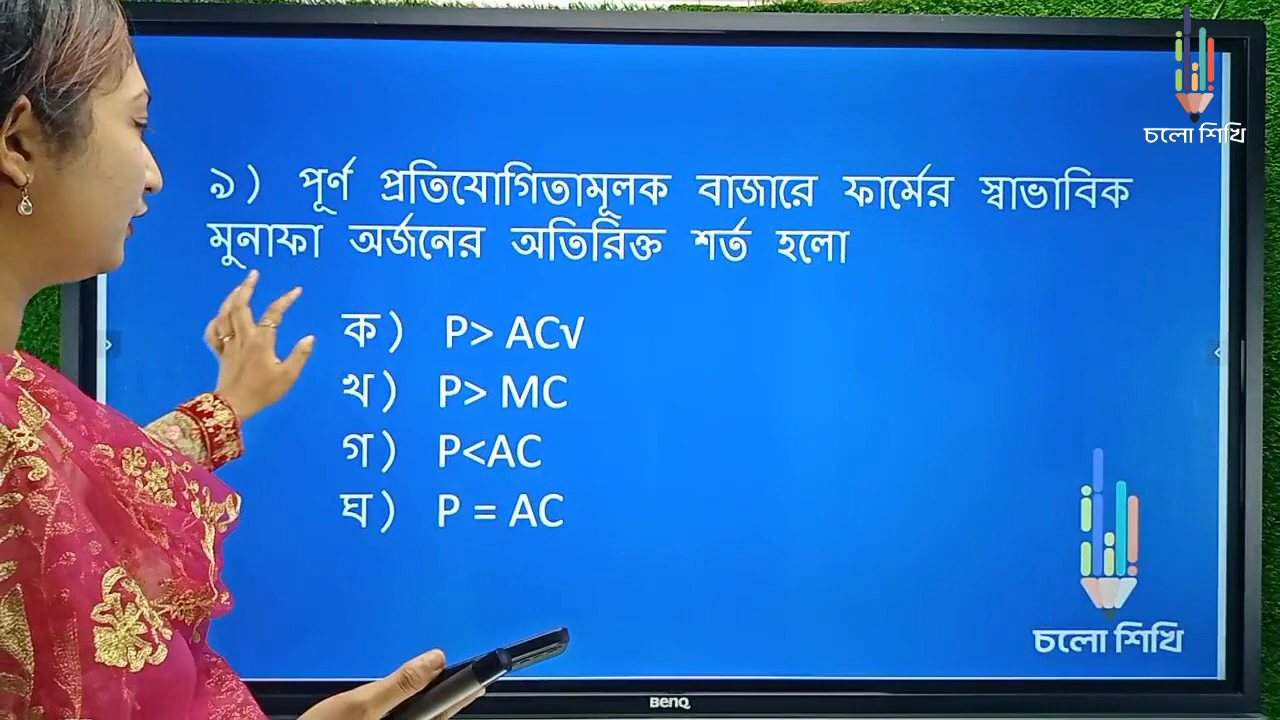 চলো শিখি
৯) পূর্ণ প্রতিযোগিতামূলক বাজারে ফার্মের স্বাভাবিক
মুনাফা অর্জনের অতিরিক্ত শর্ত হলো
ক) P> AC√
খ) P> MC
গ) P<AC
ঘ) P = AC
চলো শিখি
BenQ